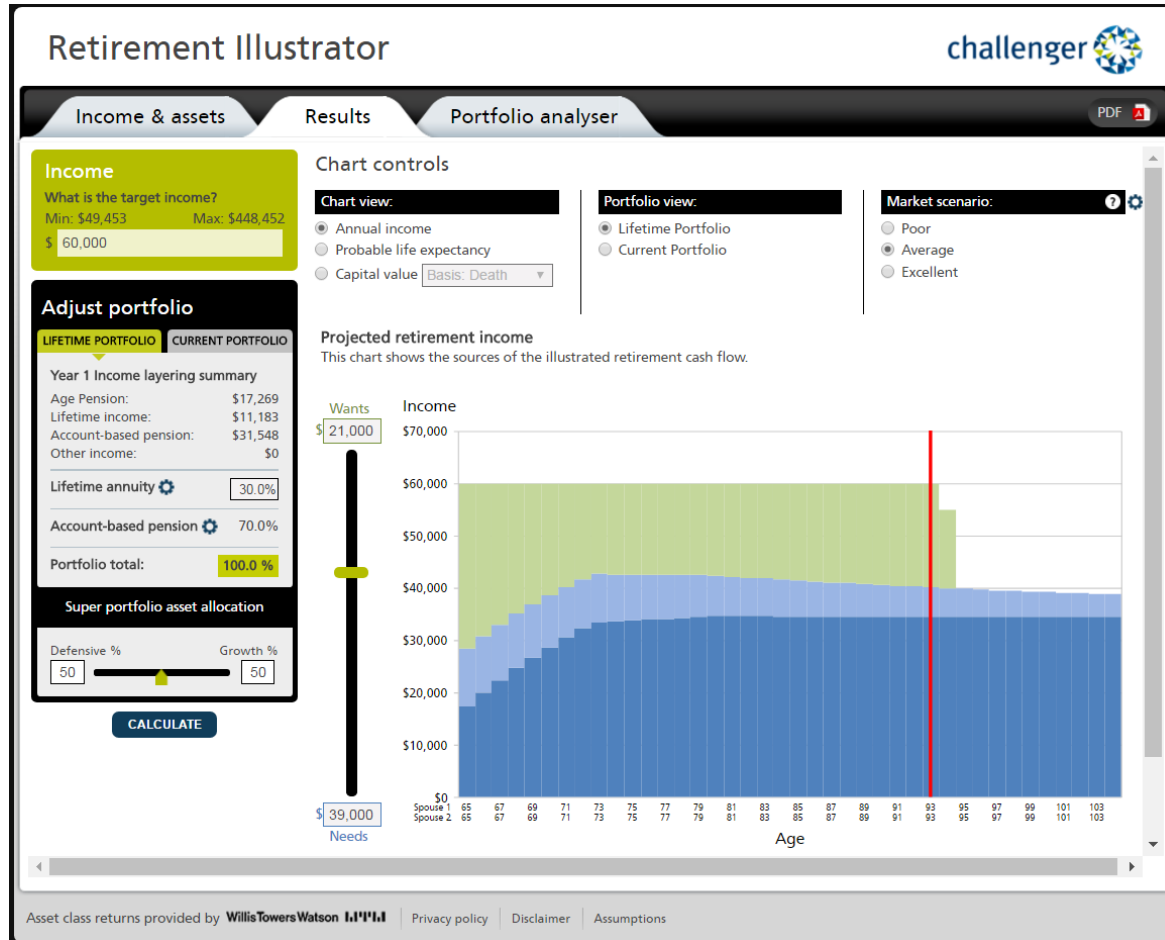 Retirement Illustrator
challenger
Income & assets
Results
Portfolio analyser
PDF
Income
What is the target income?
Min: $49,453 Max: $448,452
$ 60,000
Adjust portfolio
LIFETIME PORTFOLIO CURRENT PORTFOLIO
Year 1 Income layering summary
Age Pension: $17,269
Lifetime income: $11,183
Account-based pension: $31,548
Other income: $0
Lifetime annuity 30.0%
Account-based pension 70.0%
Portfolio total: 100.0 %
Super portfolio asset allocation
Defensive % Growth %
50 50
CALCULATE
Chart controls
Chart view:
Annual income
Probable life expectancy
Capital value Basis: Death
Portfolio view:
Lifetime Portfolio
Current Portfolio
Market scenario: ?
Poor
Average
Excellent
Projected retirement income
This chart shows the sources of the illustrated retirement cash flow.
Wants
$ 21,000
$ 39,000
Needs
Income
$70,000
$60,000
$50,000
$40,000
$30,000
$20,000
$10,000
$0
Spouse 1 65 67 69 71 73 75 77 79 81 83 85 87 89 91 93 95 97 99 101 103
Spouse 2 65 67 69 71 73 75 77 79 81 83 85 87 89 91 93 95 97 99 101 103
Age
Asset class returns provided by WillisTowersWatson
Privacy policy
Disclaimer
Assumptions